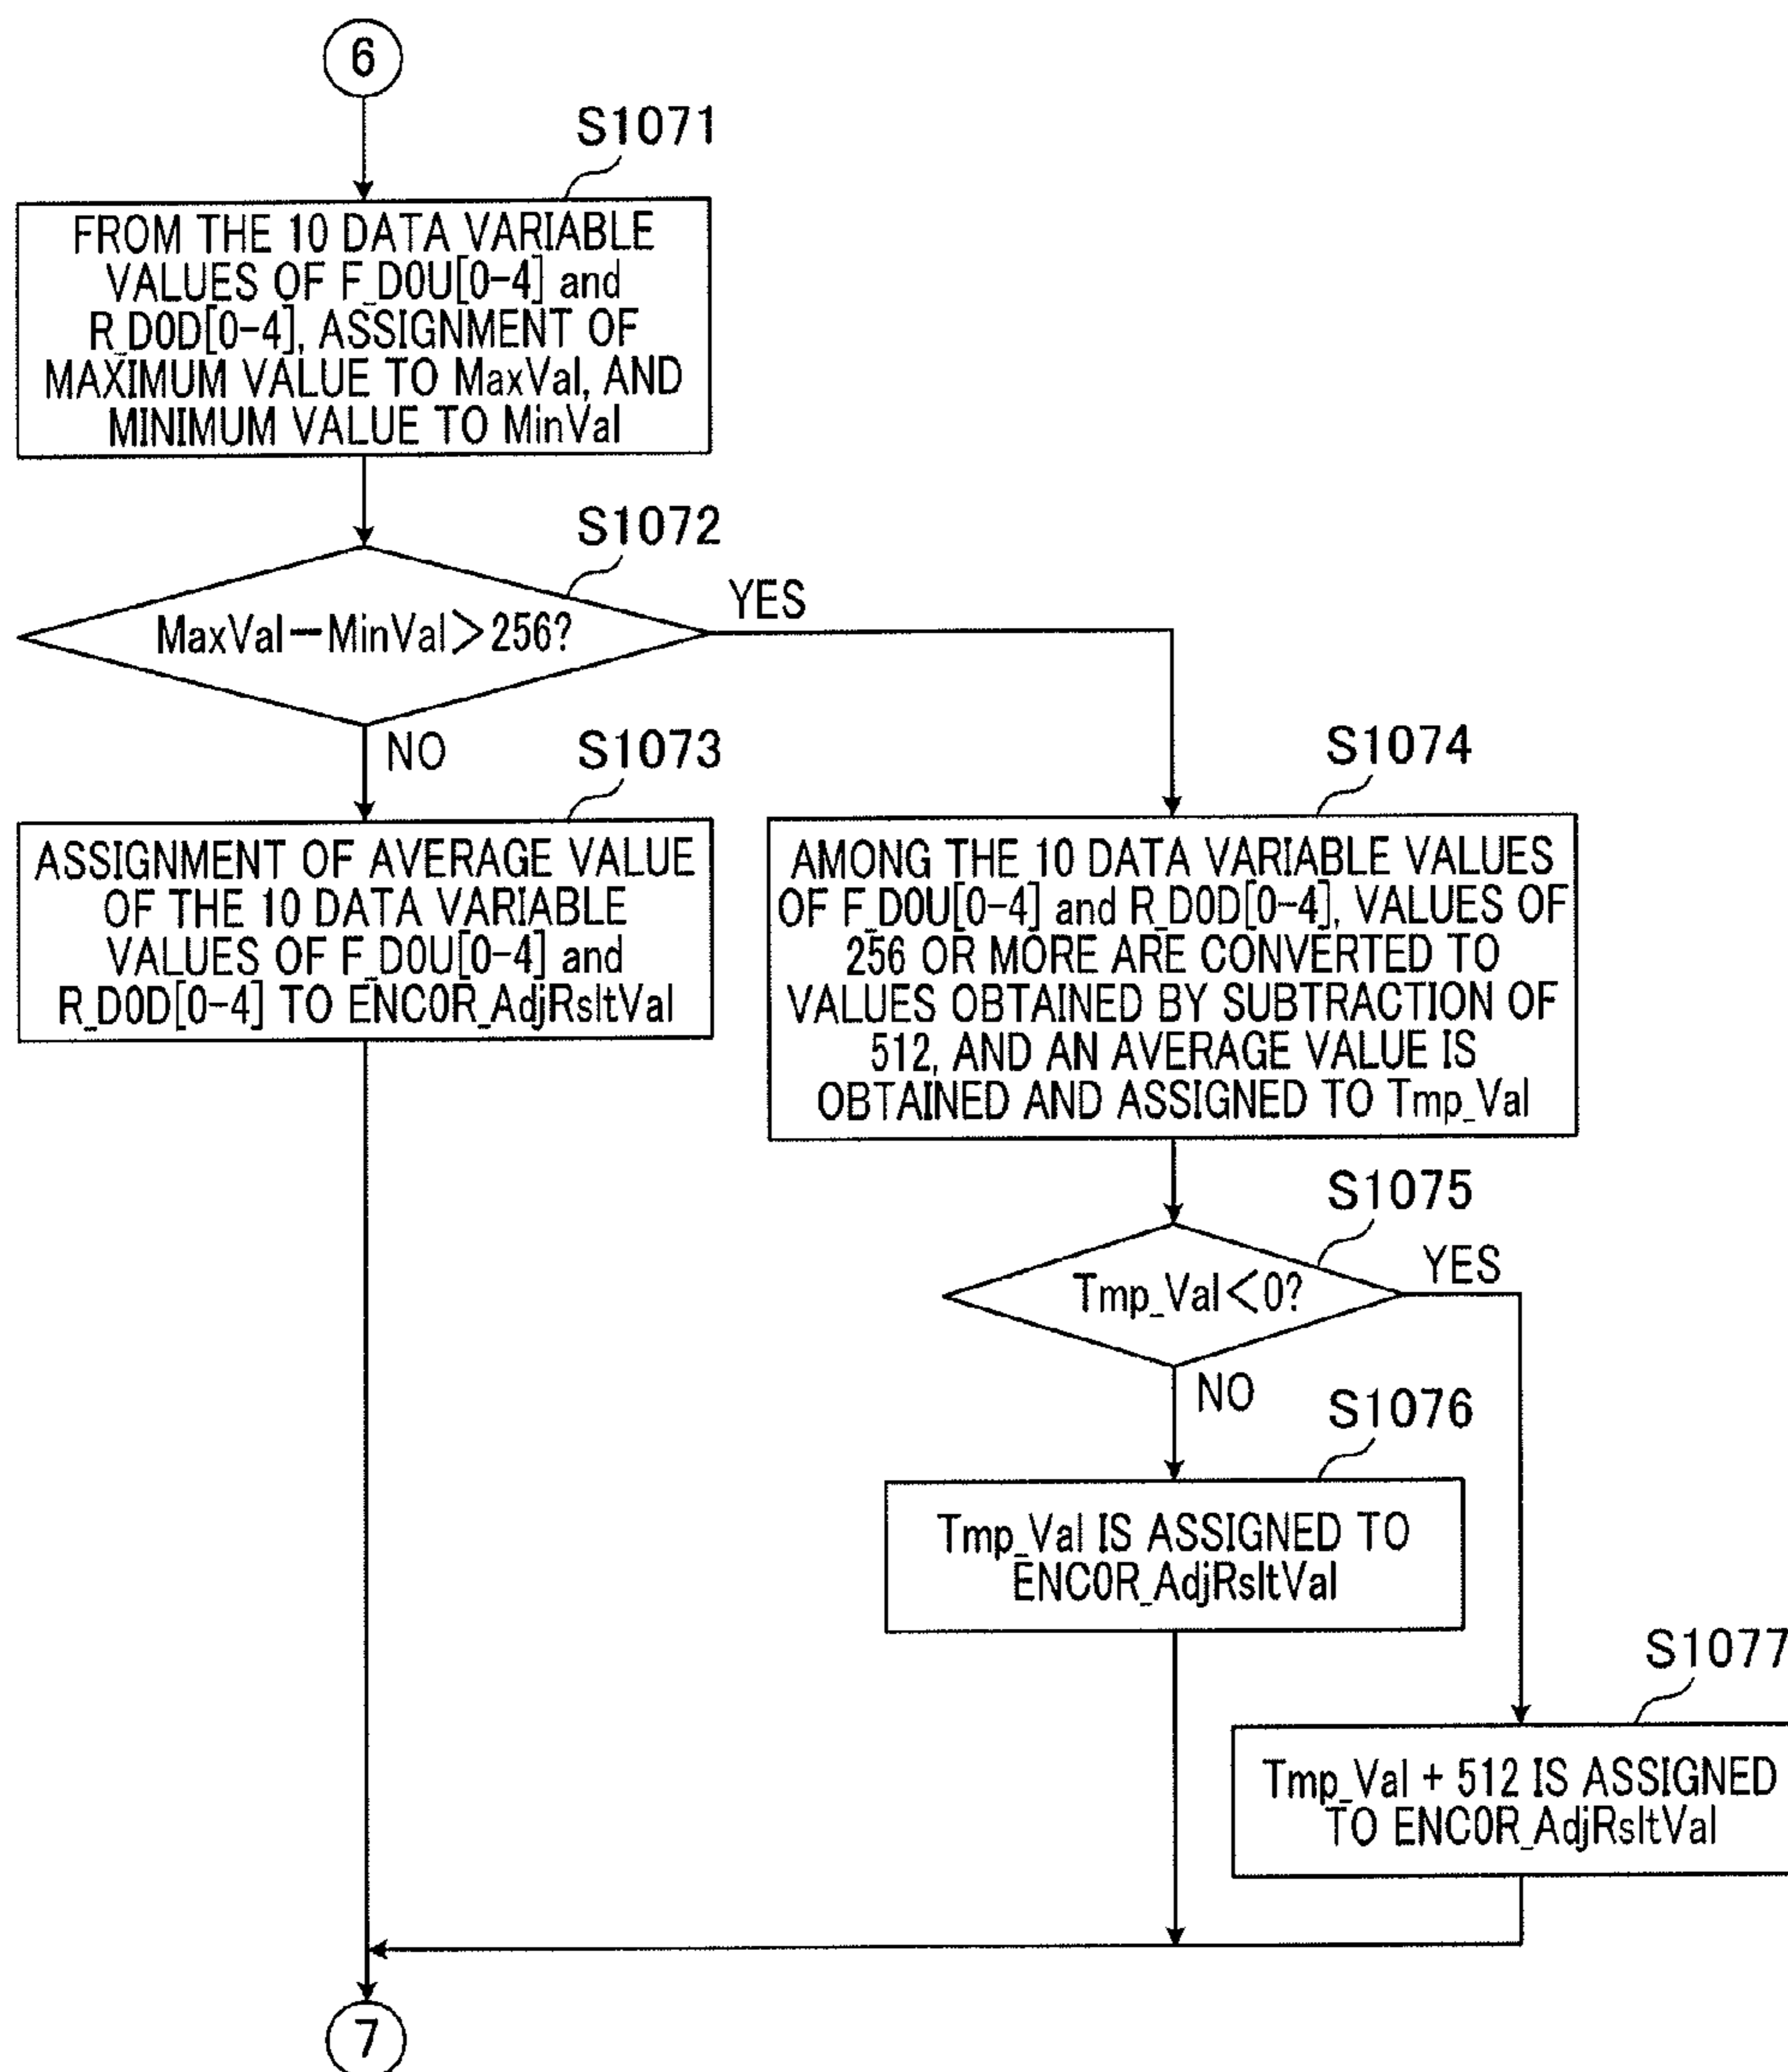 6
S1071
FROM THE 10 DATA VARIABLE
VALUES OF F_D0U[0-4] and
R_D0D[0-4], ASSIGNMENT OF
MAXIMUM VALUE TO MaxVal, AND
MINIMUM VALUE TO MinVal
S1072
MaxVal-MinVal>256?
YES
NO
S1073
ASSIGNMENT OF AVERAGE VALUE
OF THE 10 DATA VARIABLE
VALUES OF F_D0U[0-4] and
R_D0D[0-4] TO ENC0R_AdjRsltVal
S1074
AMONG THE 10 DATA VARIABLE VALUES
OF F_D0U[0-4] and R_D0D[0-4], VALUES OF
256 OR MORE ARE CONVERTED TO
VALUES OBTAINED BY SUBTRACTION OF
512, AND AN AVERAGE VALUE IS
OBTAINED AND ASSIGNED TO Tmp_Val
S1075
Tmp_Val<0?
YES
NO
S1076
Tmp_Val IS ASSIGNED TO
ENC0R_AdjRsltVal
S1077
Tmp_Val + 512 IS ASSIGNED
TO ENC0R_AdjRsltVal
7